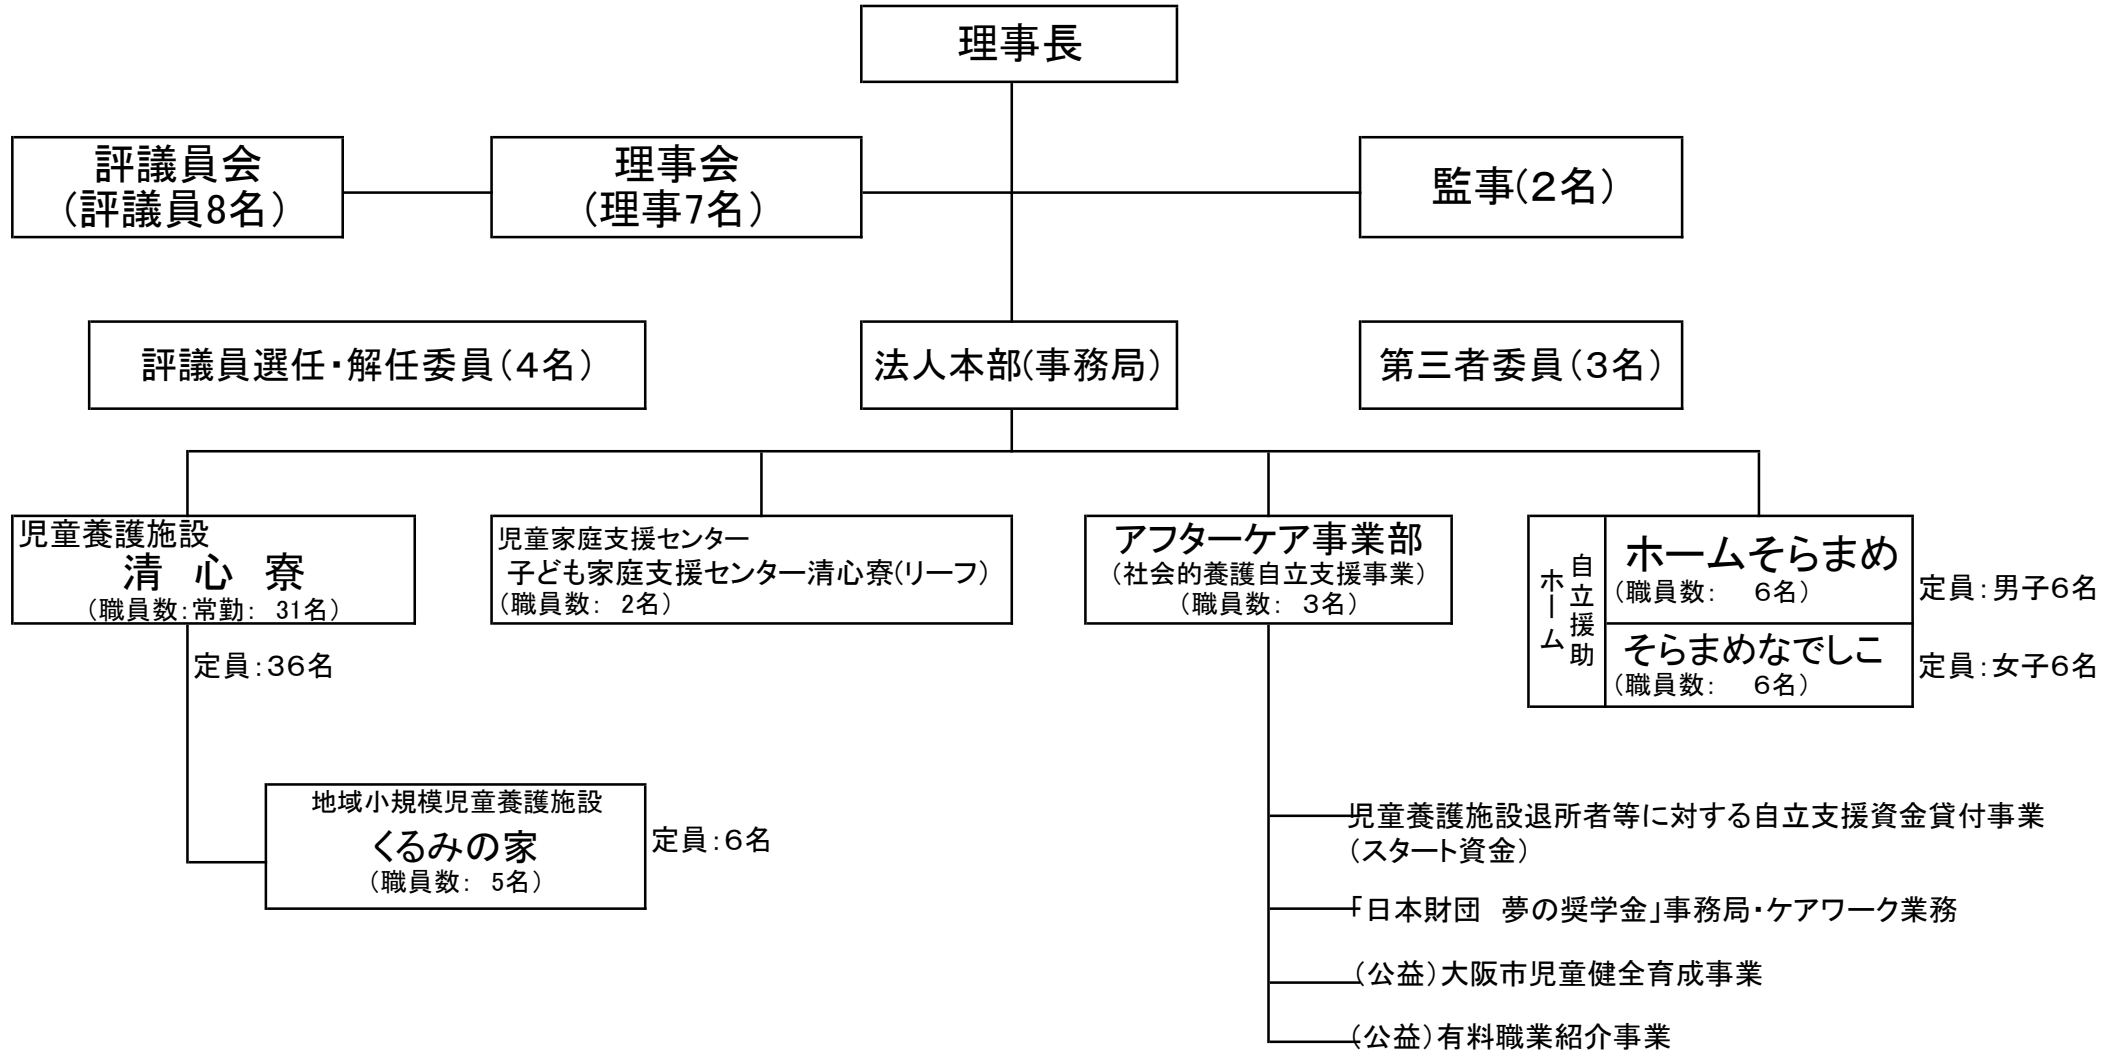 理事長
評議員会
(評議員8名)
理事会
(理事7名)
監事(2名)
評議員選任・解任委員(4名)
法人本部(事務局)
第三者委員(3名)
児童養護施設
清 心 寮
(職員数:常勤: 31名)
定員:36名
児童家庭支援センター
子ども家庭支援センター清心寮(リーフ)
(職員数: 2名)
アフターケア事業部
(社会的養護自立支援事業)
(職員数: 3名)
自立援助
ホーム
ホームそらまめ
(職員数: 6名)
定員:男子6名
そらまめなでしこ
(職員数: 6名)
定員:女子6名
地域小規模児童養護施設
くるみの家
(職員数: 5名)
定員:6名
児童養護施設退所者等に対する自立支援資金貸付事業
(スタート資金)
「日本財団 夢の奨学金」事務局・ケアワーク業務
(公益)大阪市児童健全育成事業
(公益)有料職業紹介事業